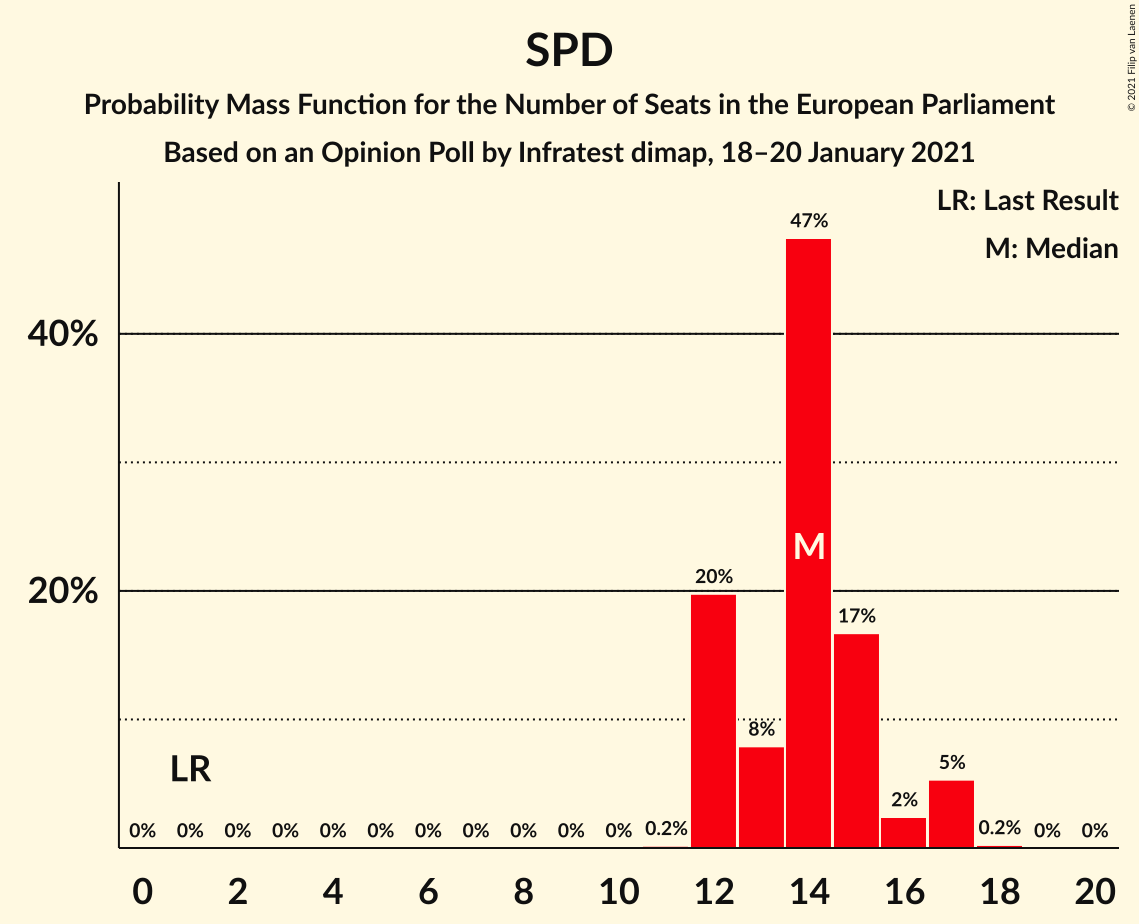 SPD
Probability Mass Function for the Number of Seats in the European Parliament
Based on an Opinion Poll by Infratest dimap, 18–20 January 2021
© 2021 Filip van Laenen
LR: Last Result
M: Median
47%
40%
M
20%
20%
17%
8%
LR
5%
2%
0% 0% 0% 0% 0% 0% 0% 0% 0% 0% 0% 0.2% 0.2% 0% 0%
0 2 4 6 8 10 12 14 16 18 20